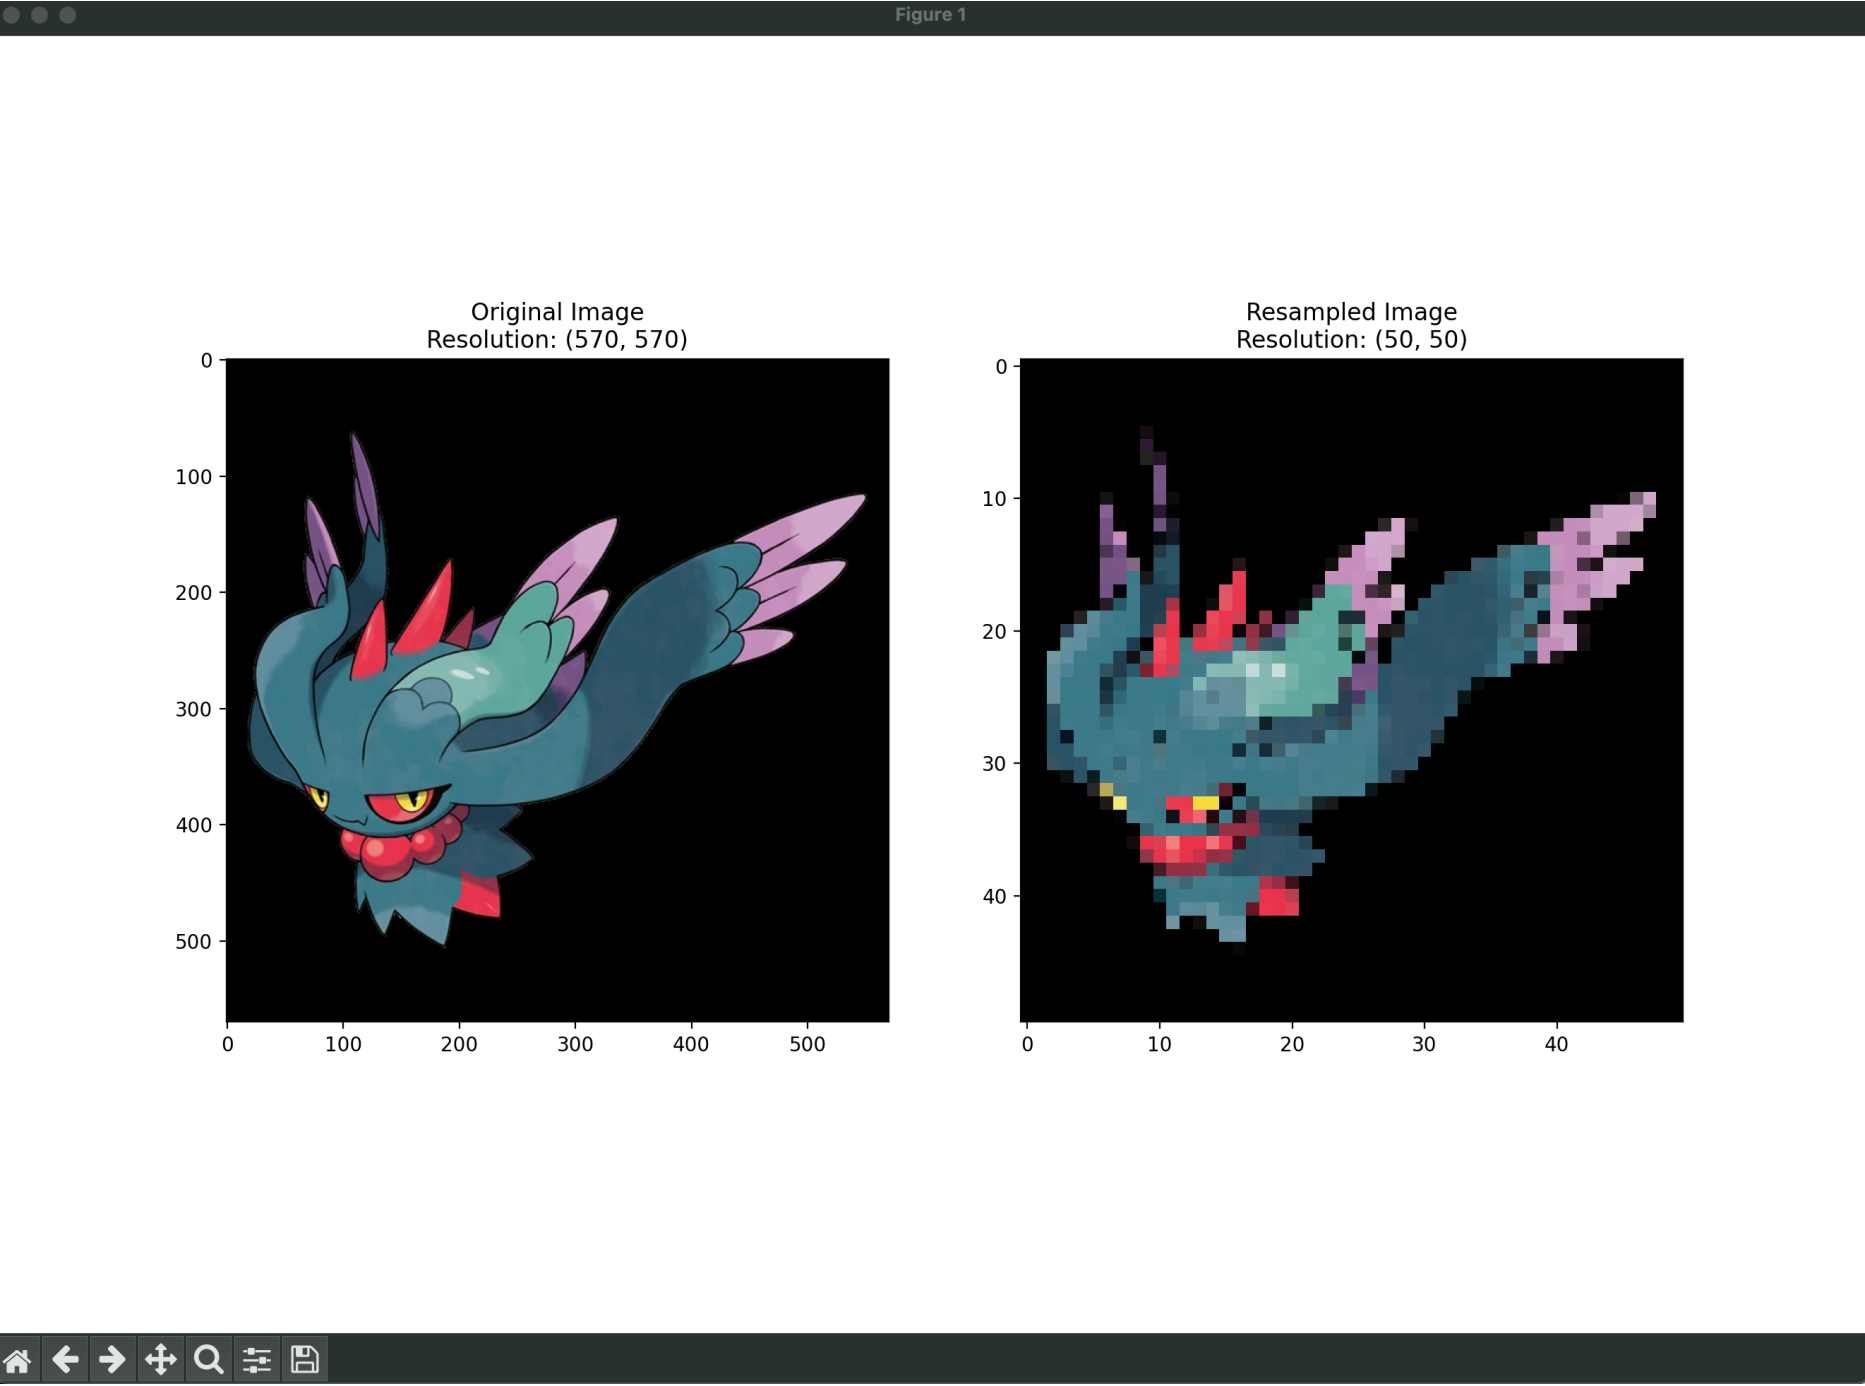 Figure 1
Original Image
Resolution: (570, 570)
0
100
200
300
400
500
0 100 200 300 400 500
Resampled Image
Resolution: (50, 50)
0
10
20
30
40
0 10 20 30 40